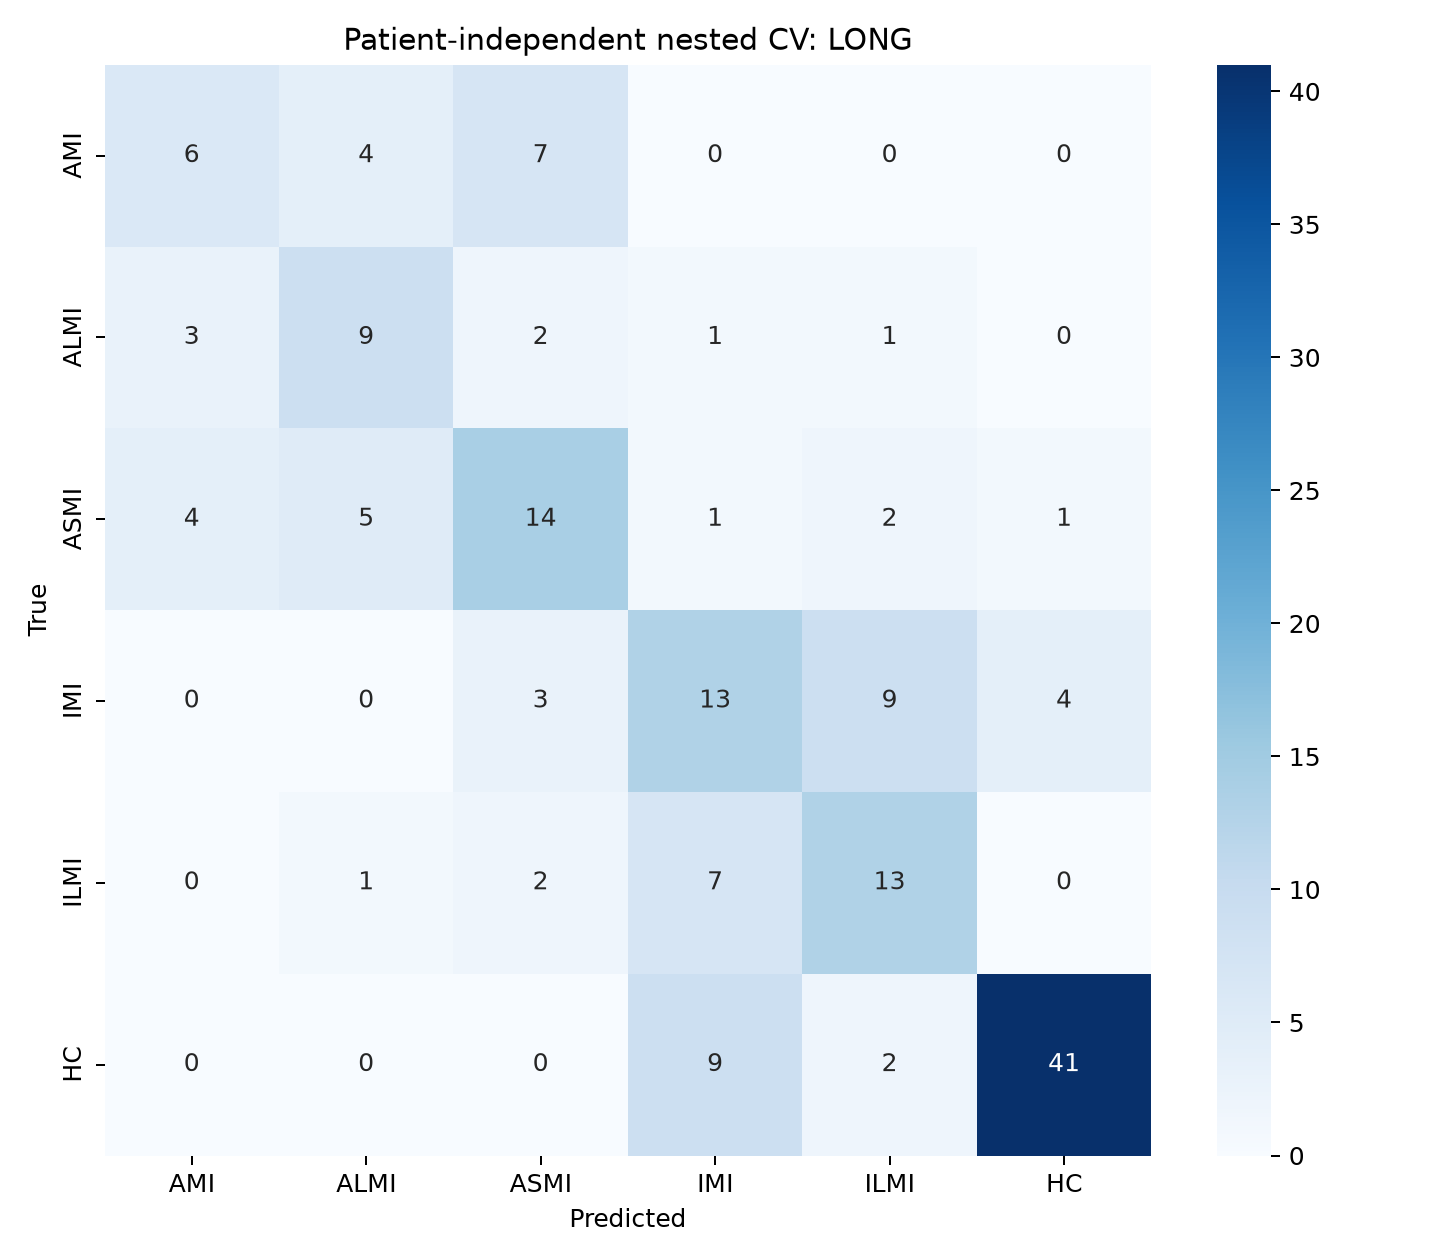 Patient-independent nested CV: LONG
AMI 6 4 7 0 0 0
ALMI 3 9 2 1 1 0
ASMI 4 5 14 1 2 1
IMI 0 0 3 13 9 4
ILMI 0 1 2 7 13 0
HC 0 0 0 9 2 41
AMI ALMI ASMI IMI ILMI HC
Predicted
True
40
35
30
25
20
15
10
5
0